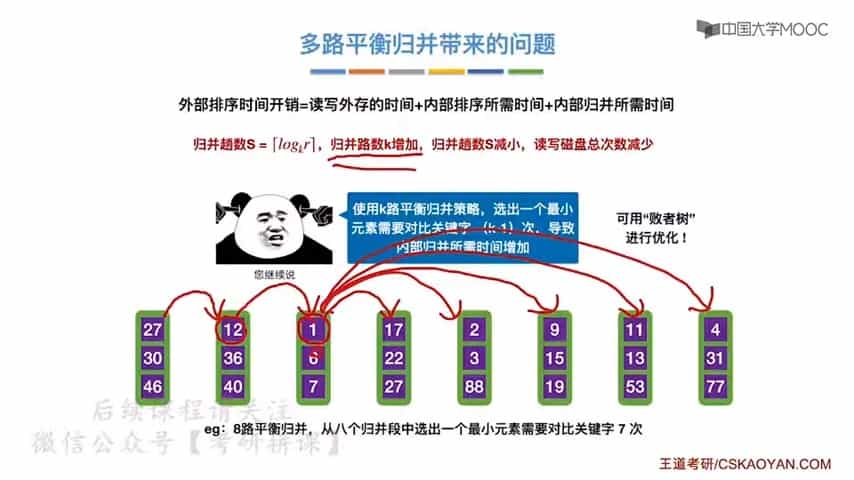 中国大学MOOC
多路平衡归并带来的问题
外部排序时间开销=读写外存的时间+内部排序所需时间+内部归并所需时间
归并趟数S = ⌈logₖr⌉，归并路数k增加，归并趟数S减小，读写磁盘总次数减少
使用k路平衡归并策略，选出一个最小
元素需要对比关键字 （k-1）次，导致
内部归并所需时间增加
可用“败者树”
进行优化！
您继续说
27 12 1 17 2 9 11 4
30 36 6 22 3 15 13 31
46 40 7 27 88 19 53 77
后续课程请关注
微信公众号【考研拼课】
eg：8路平衡归并，从八个归并段中选出一个最小元素需要对比关键字 7 次
王道考研/CSKAOYAN.COM